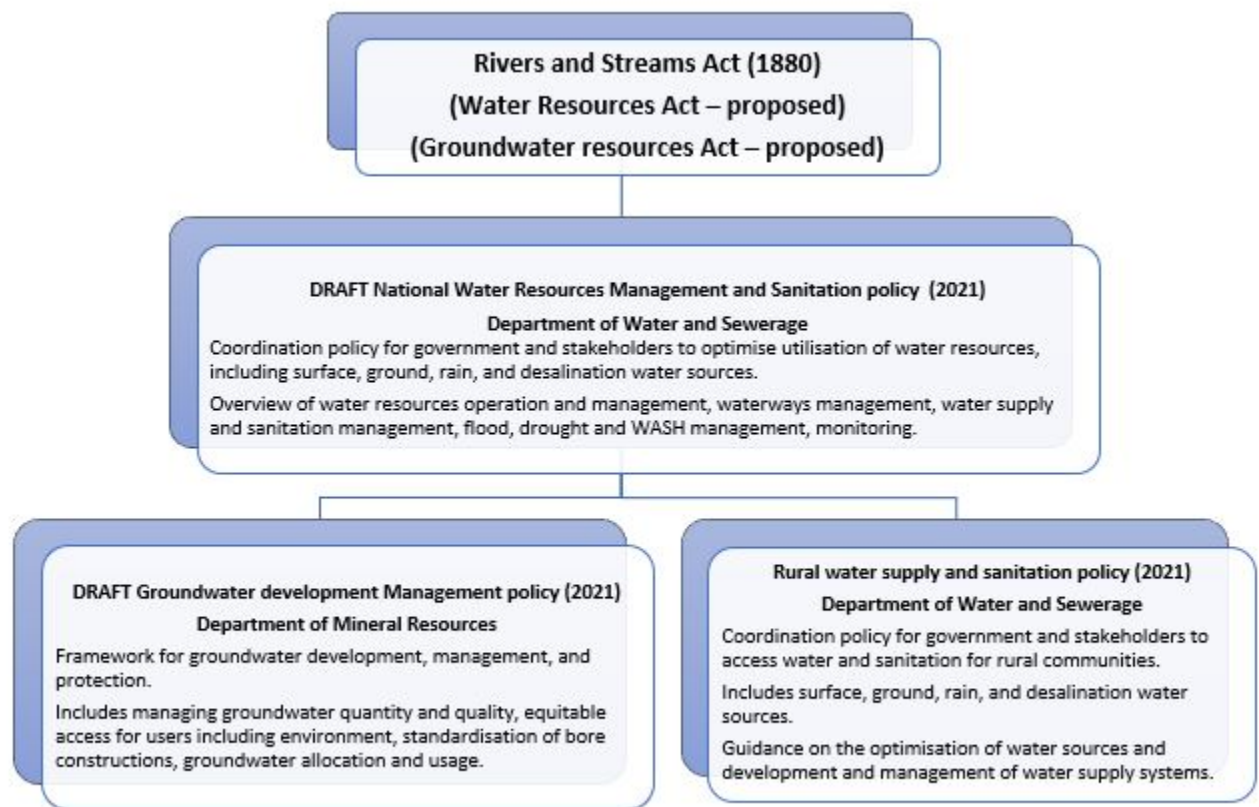 Rivers and Streams Act (1880)
(Water Resources Act – proposed)
(Groundwater resources Act – proposed)
DRAFT National Water Resources Management and Sanitation policy (2021)
Department of Water and Sewerage
Coordination policy for government and stakeholders to optimise utilisation of water resources,
including surface, ground, rain, and desalination water sources.
Overview of water resources operation and management, waterways management, water supply
and sanitation management, flood, drought and WASH management, monitoring.
DRAFT Groundwater development Management policy (2021)
Department of Mineral Resources
Framework for groundwater development, management, and
protection.
Includes managing groundwater quantity and quality, equitable
access for users including environment, standardisation of bore
constructions, groundwater allocation and usage.
Rural water supply and sanitation policy (2021)
Department of Water and Sewerage
Coordination policy for government and stakeholders to
access water and sanitation for rural communities.
Includes surface, ground, rain, and desalination water
sources.
Guidance on the optimisation of water sources and
development and management of water supply systems.